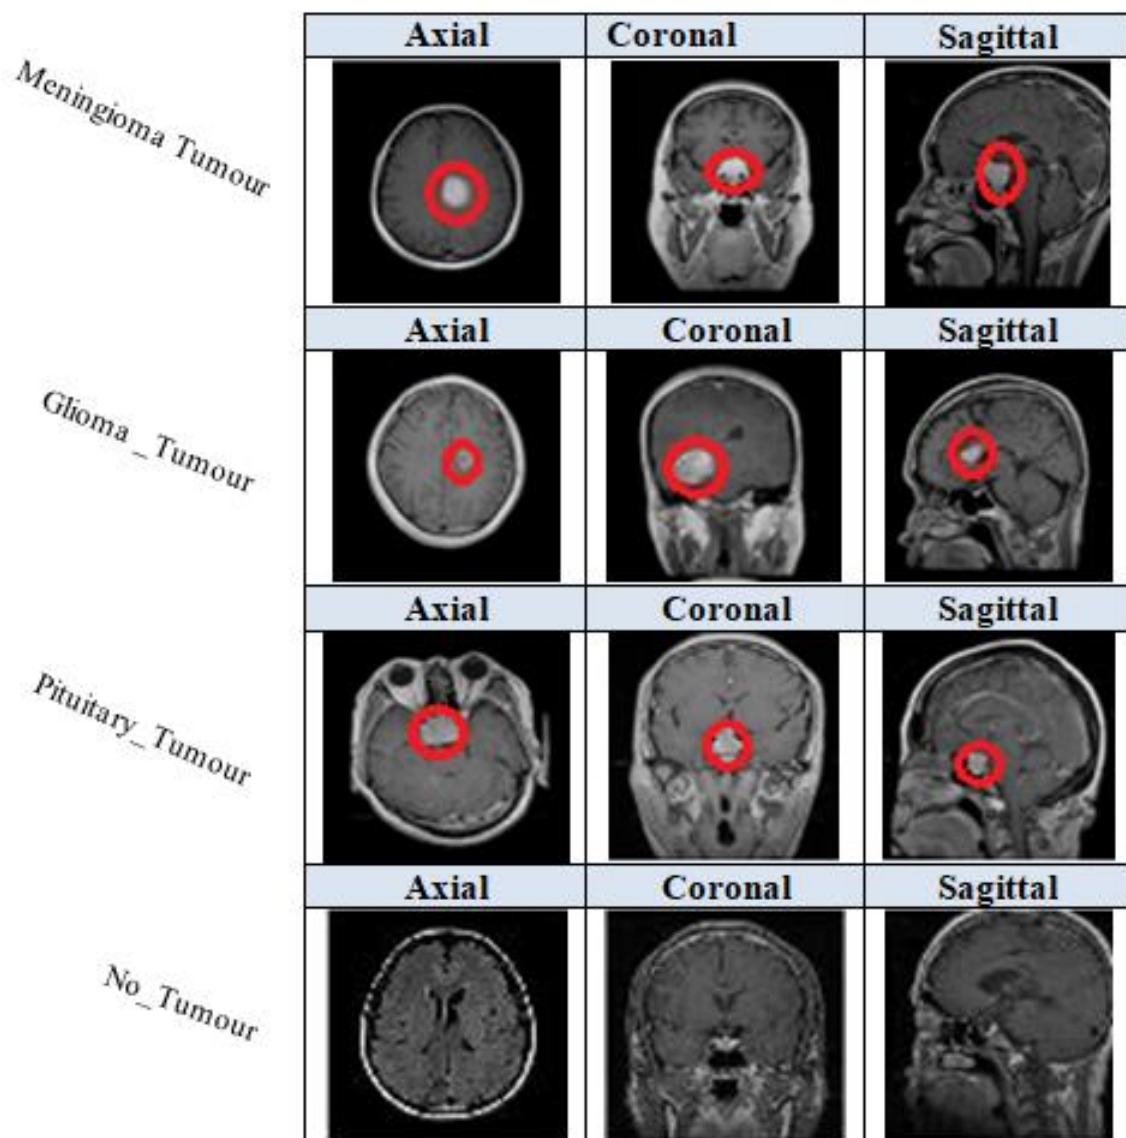 Axial Coronal Sagittal
Meningioma Tumour
Axial Coronal Sagittal
Glioma _Tumour
Axial Coronal Sagittal
Pituitary_Tumour
Axial Coronal Sagittal
No_Tumour